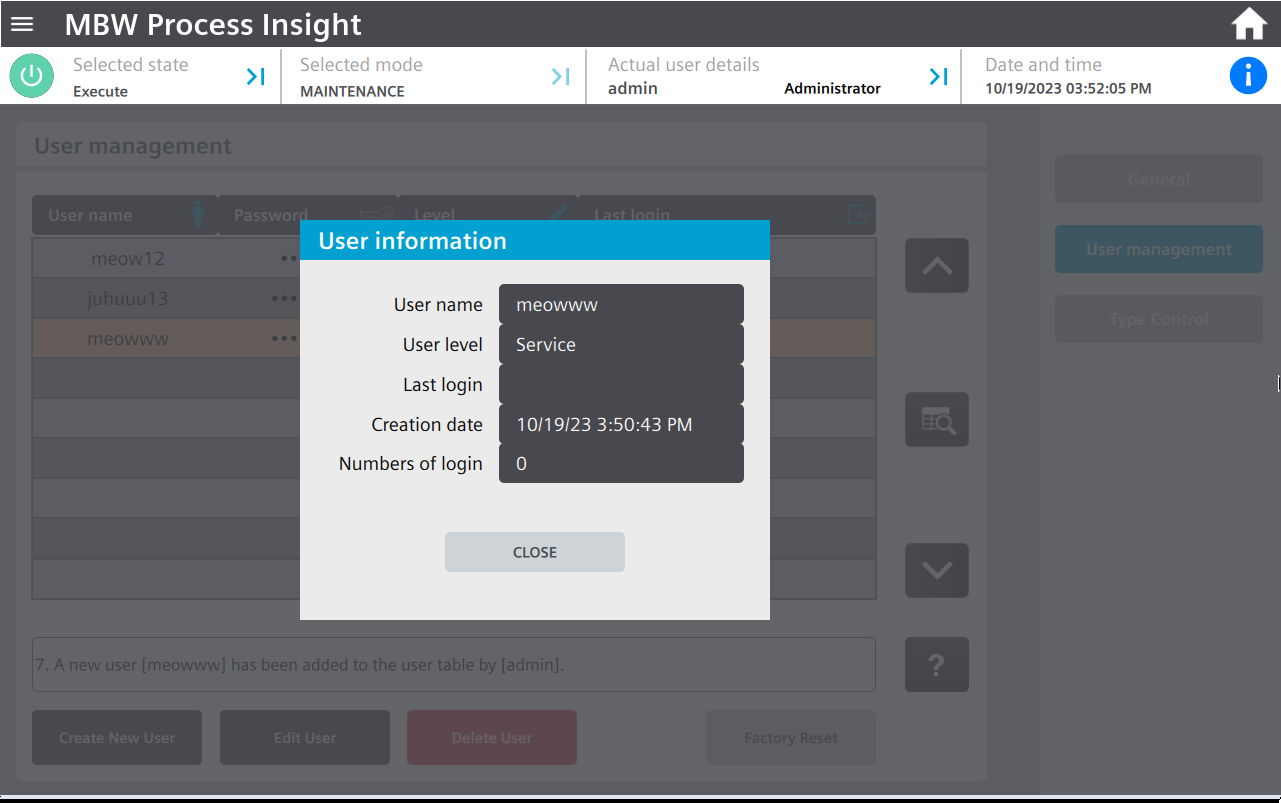 MBW Process Insight
Selected state
Execute
Selected mode
MAINTENANCE
Actual user details
admin Administrator
Date and time
10/19/2023 03:52:05 PM
User management
General
User management
Type Control
User name Password Level Last login
meow12 ••
juhuuu13 •••
meowww •••
User information
User name meowww
User level Service
Last login
Creation date 10/19/23 3:50:43 PM
Numbers of login 0
CLOSE
7. A new user [meowww] has been added to the user table by [admin].
?
Create New User Edit User Delete User Factory Reset